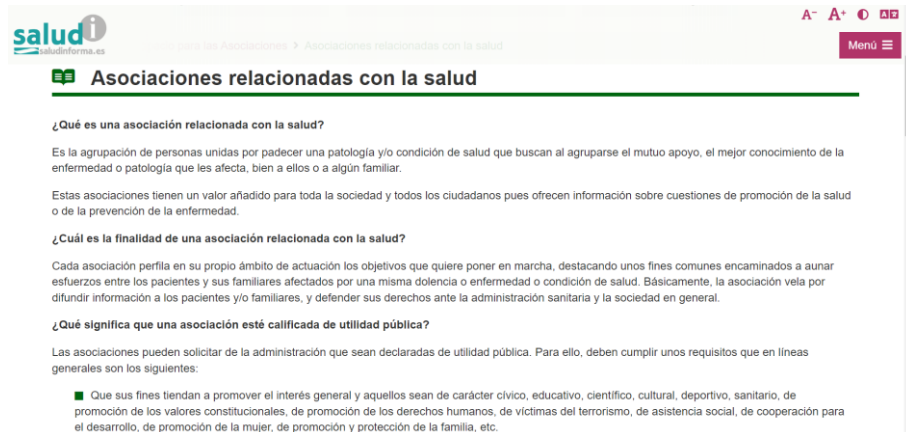 A- A+
salud i
saludinforma.es
para las Asociaciones > Asociaciones relacionadas con la salud
Menú
Asociaciones relacionadas con la salud
¿Qué es una asociación relacionada con la salud?
Es la agrupación de personas unidas por padecer una patología y/o condición de salud que buscan al agruparse el mutuo apoyo, el mejor conocimiento de la
enfermedad o patología que les afecta, bien a ellos o a algún familiar.
Estas asociaciones tienen un valor añadido para toda la sociedad y todos los ciudadanos pues ofrecen información sobre cuestiones de promoción de la salud
o de la prevención de la enfermedad.
¿Cuál es la finalidad de una asociación relacionada con la salud?
Cada asociación perfila en su propio ámbito de actuación los objetivos que quiere poner en marcha, destacando unos fines comunes encaminados a aunar
esfuerzos entre los pacientes y sus familiares afectados por una misma dolencia o enfermedad o condición de salud. Básicamente, la asociación vela por
difundir información a los pacientes y/o familiares, y defender sus derechos ante la administración sanitaria y la sociedad en general.
¿Qué significa que una asociación esté calificada de utilidad pública?
Las asociaciones pueden solicitar de la administración que sean declaradas de utilidad pública. Para ello, deben cumplir unos requisitos que en líneas
generales son los siguientes:
Que sus fines tiendan a promover el interés general y aquellos sean de carácter cívico, educativo, científico, cultural, deportivo, sanitario, de
promoción de los valores constitucionales, de promoción de los derechos humanos, de víctimas del terrorismo, de asistencia social, de cooperación para
el desarrollo, de promoción de la mujer, de promoción y protección de la familia, etc.